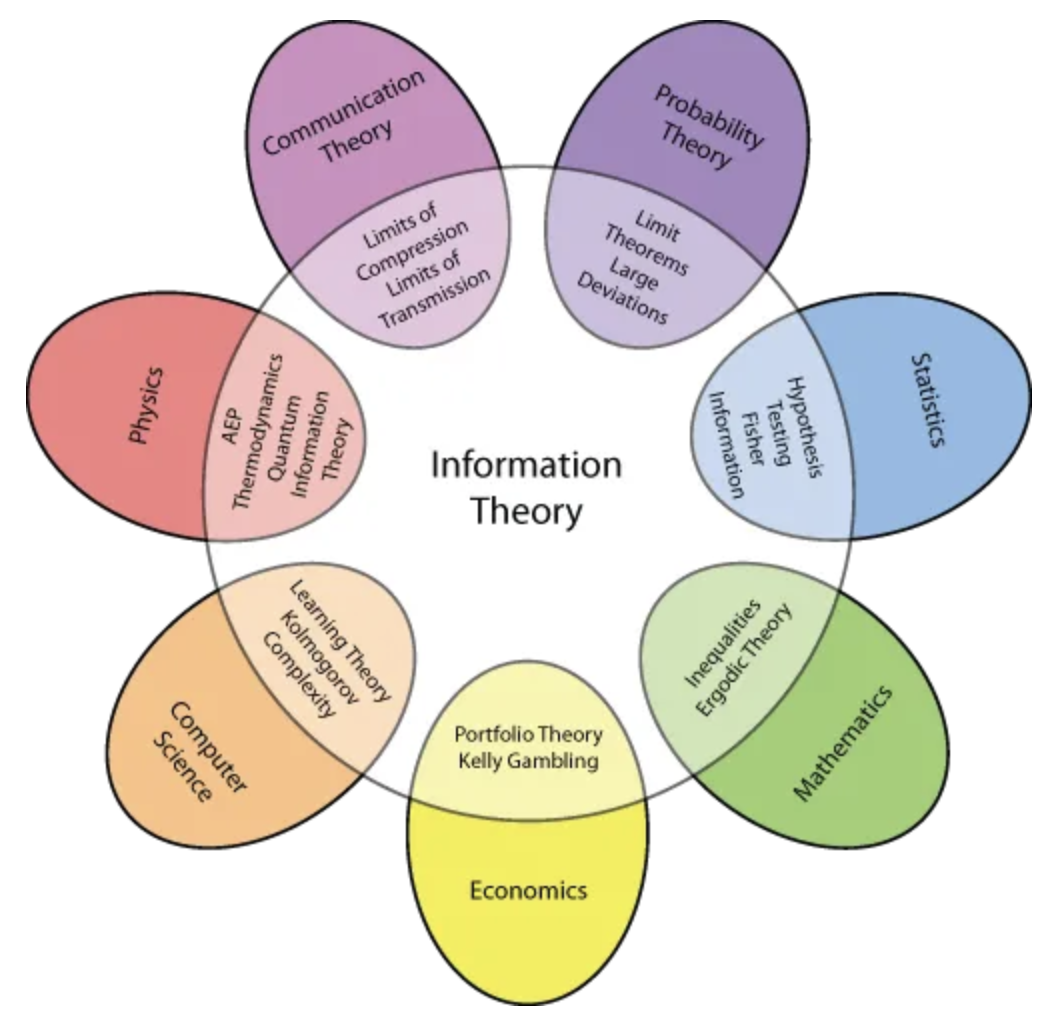 Communication
Theory
Limits of
Compression
Limits of
Transmission
Probability
Theory
Limit
Theorems
Large
Deviations
Physics
AEP
Thermodynamics
Quantum
Information
Theory
Information
Theory
Hypothesis
Testing
Fisher
Information
Statistics
Computer
Science
Learning Theory
Kolmogorov
Complexity
Portfolio Theory
Kelly Gambling
Economics
Inequalities
Ergodic Theory
Mathematics